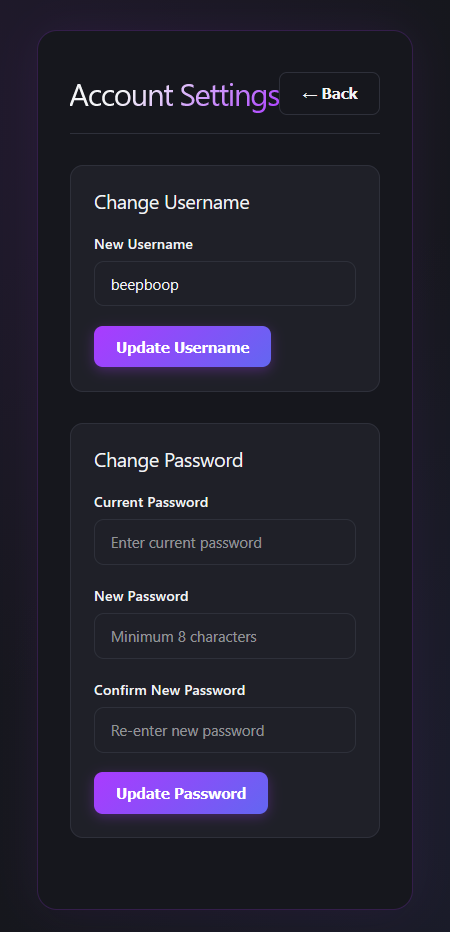 Account Settings
← Back
Change Username
New Username
beepboop
Update Username
Change Password
Current Password
Enter current password
New Password
Minimum 8 characters
Confirm New Password
Re-enter new password
Update Password